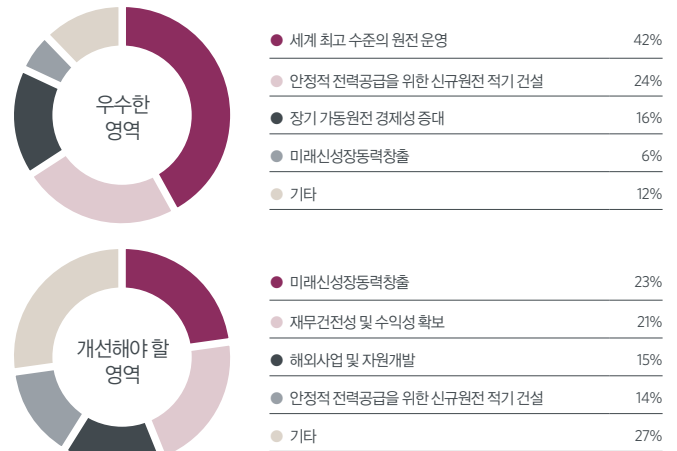 우수한
영역
세계 최고 수준의 원전 운영 42%
안정적 전력공급을 위한 신규원전 적기 건설 24%
장기 가동원전 경제성 증대 16%
미래신성장동력창출 6%
기타 12%
개선해야 할
영역
미래신성장동력창출 23%
재무건전성 및 수익성 확보 21%
해외사업 및 자원개발 15%
안정적 전력공급을 위한 신규원전 적기 건설 14%
기타 27%